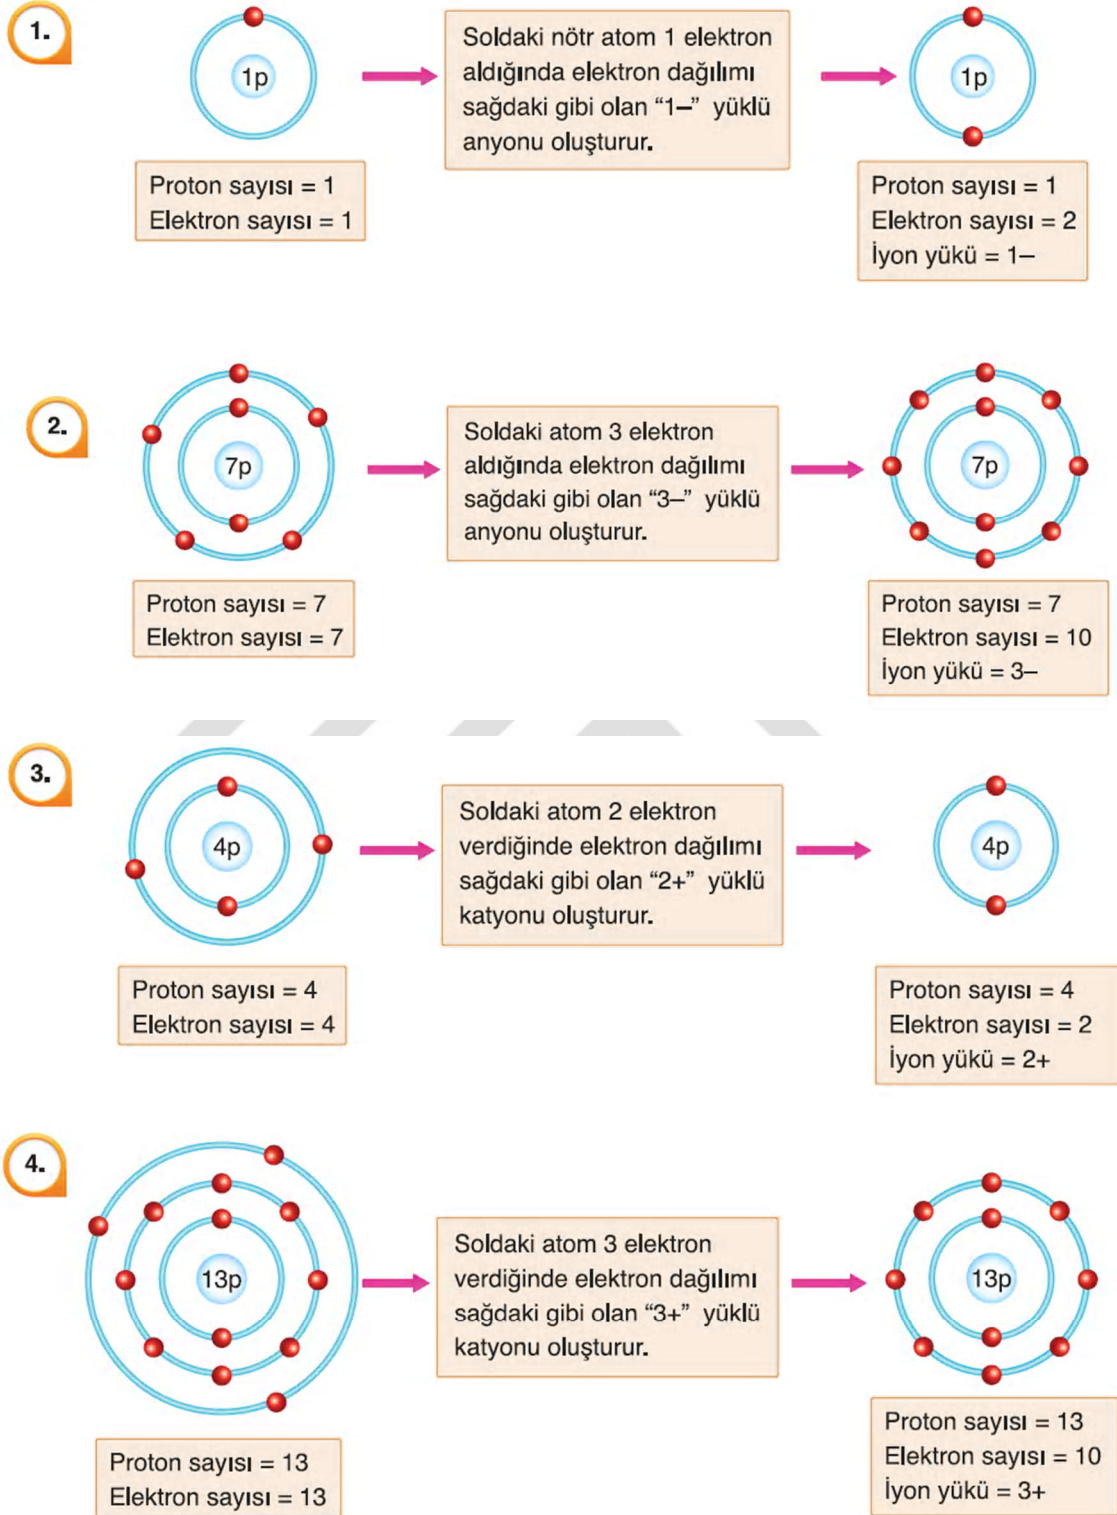 1.
1p
Soldaki nötr atom 1 elektron
aldığında elektron dağılımı
sağdaki gibi olan “1–” yüklü
anyonu oluşturur.
1p
Proton sayısı = 1
Elektron sayısı = 1
Proton sayısı = 1
Elektron sayısı = 2
İyon yükü = 1–
2.
7p
Soldaki atom 3 elektron
aldığında elektron dağılımı
sağdaki gibi olan “3–” yüklü
anyonu oluşturur.
7p
Proton sayısı = 7
Elektron sayısı = 7
Proton sayısı = 7
Elektron sayısı = 10
İyon yükü = 3–
3.
4p
Soldaki atom 2 elektron
verdiğinde elektron dağılımı
sağdaki gibi olan “2+” yüklü
katyonu oluşturur.
4p
Proton sayısı = 4
Elektron sayısı = 4
Proton sayısı = 4
Elektron sayısı = 2
İyon yükü = 2+
4.
13p
Soldaki atom 3 elektron
verdiğinde elektron dağılımı
sağdaki gibi olan “3+” yüklü
katyonu oluşturur.
13p
Proton sayısı = 13
Elektron sayısı = 13
Proton sayısı = 13
Elektron sayısı = 10
İyon yükü = 3+